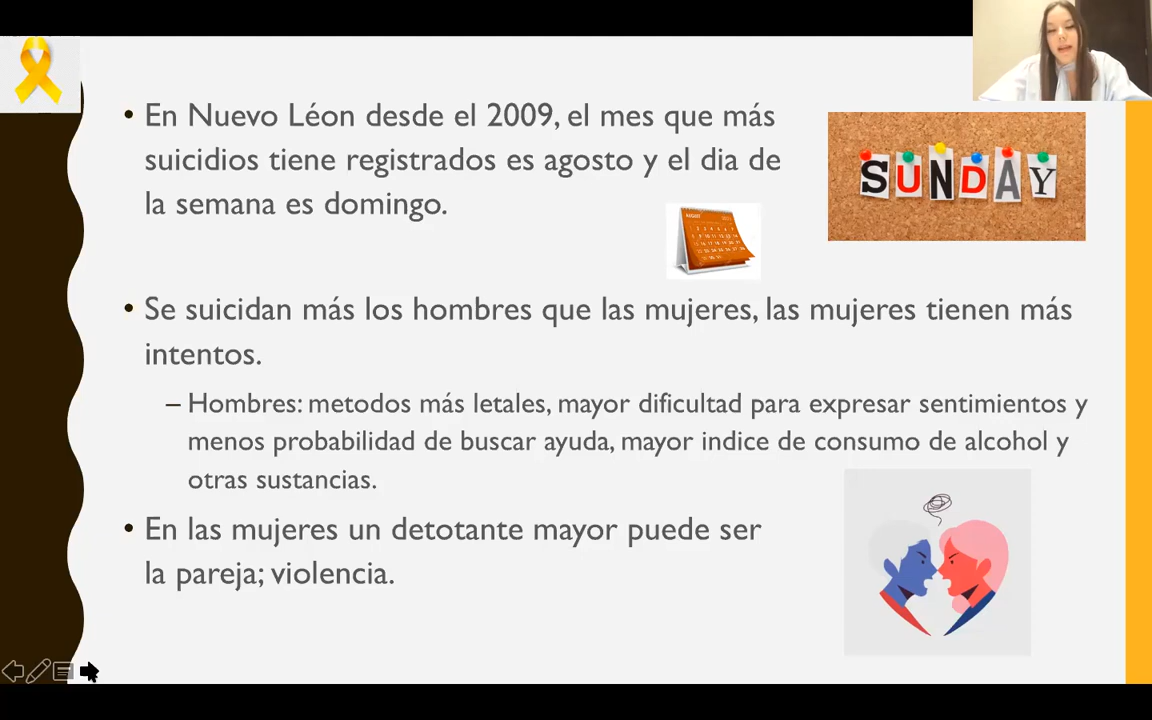 • En Nuevo Léon desde el 2009, el mes que más
suicidios tiene registrados es agosto y el dia de
la semana es domingo.
SUNDAY
AUGUST
• Se suicidan más los hombres que las mujeres, las mujeres tienen más
intentos.
– Hombres: metodos más letales, mayor dificultad para expresar sentimientos y
menos probabilidad de buscar ayuda, mayor indice de consumo de alcohol y
otras sustancias.
• En las mujeres un detotante mayor puede ser
la pareja; violencia.